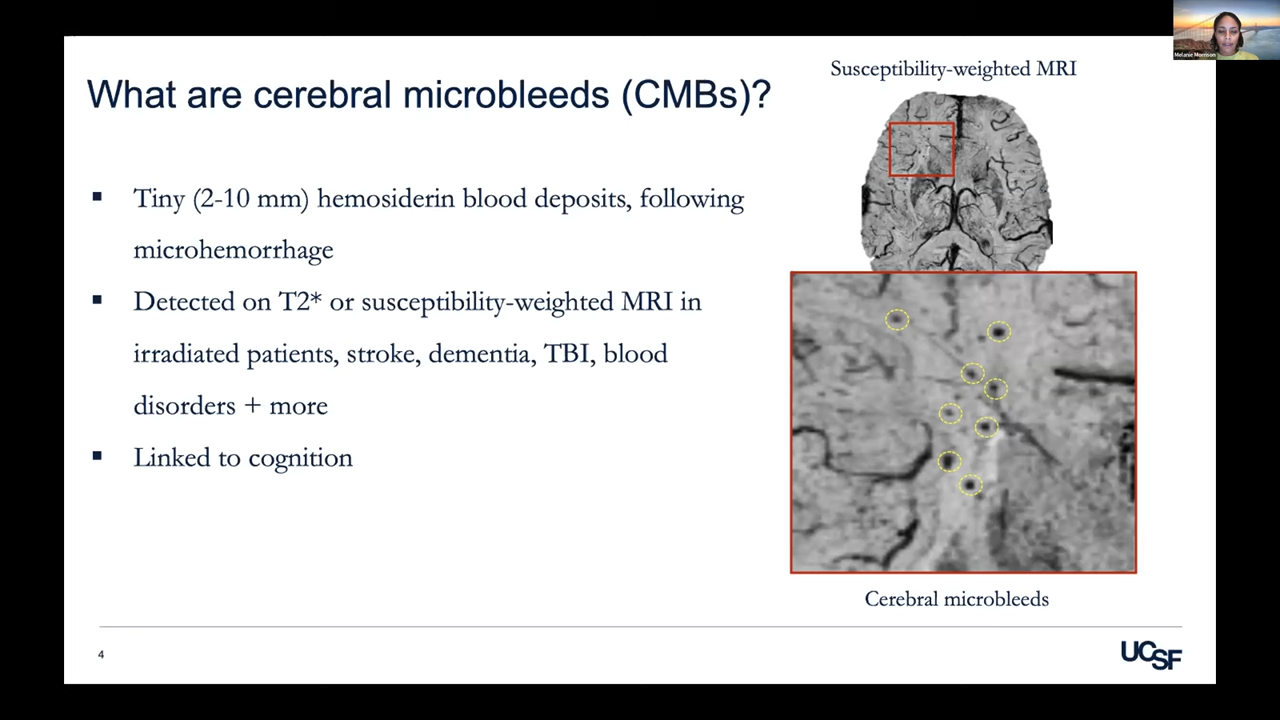 Melanie Morrison
Susceptibility-weighted MRI
What are cerebral microbleeds (CMBs)?
▪ Tiny (2-10 mm) hemosiderin blood deposits, following
microhemorrhage
▪ Detected on T2* or susceptibility-weighted MRI in
irradiated patients, stroke, dementia, TBI, blood
disorders + more
▪ Linked to cognition
Cerebral microbleeds
4
UCSF